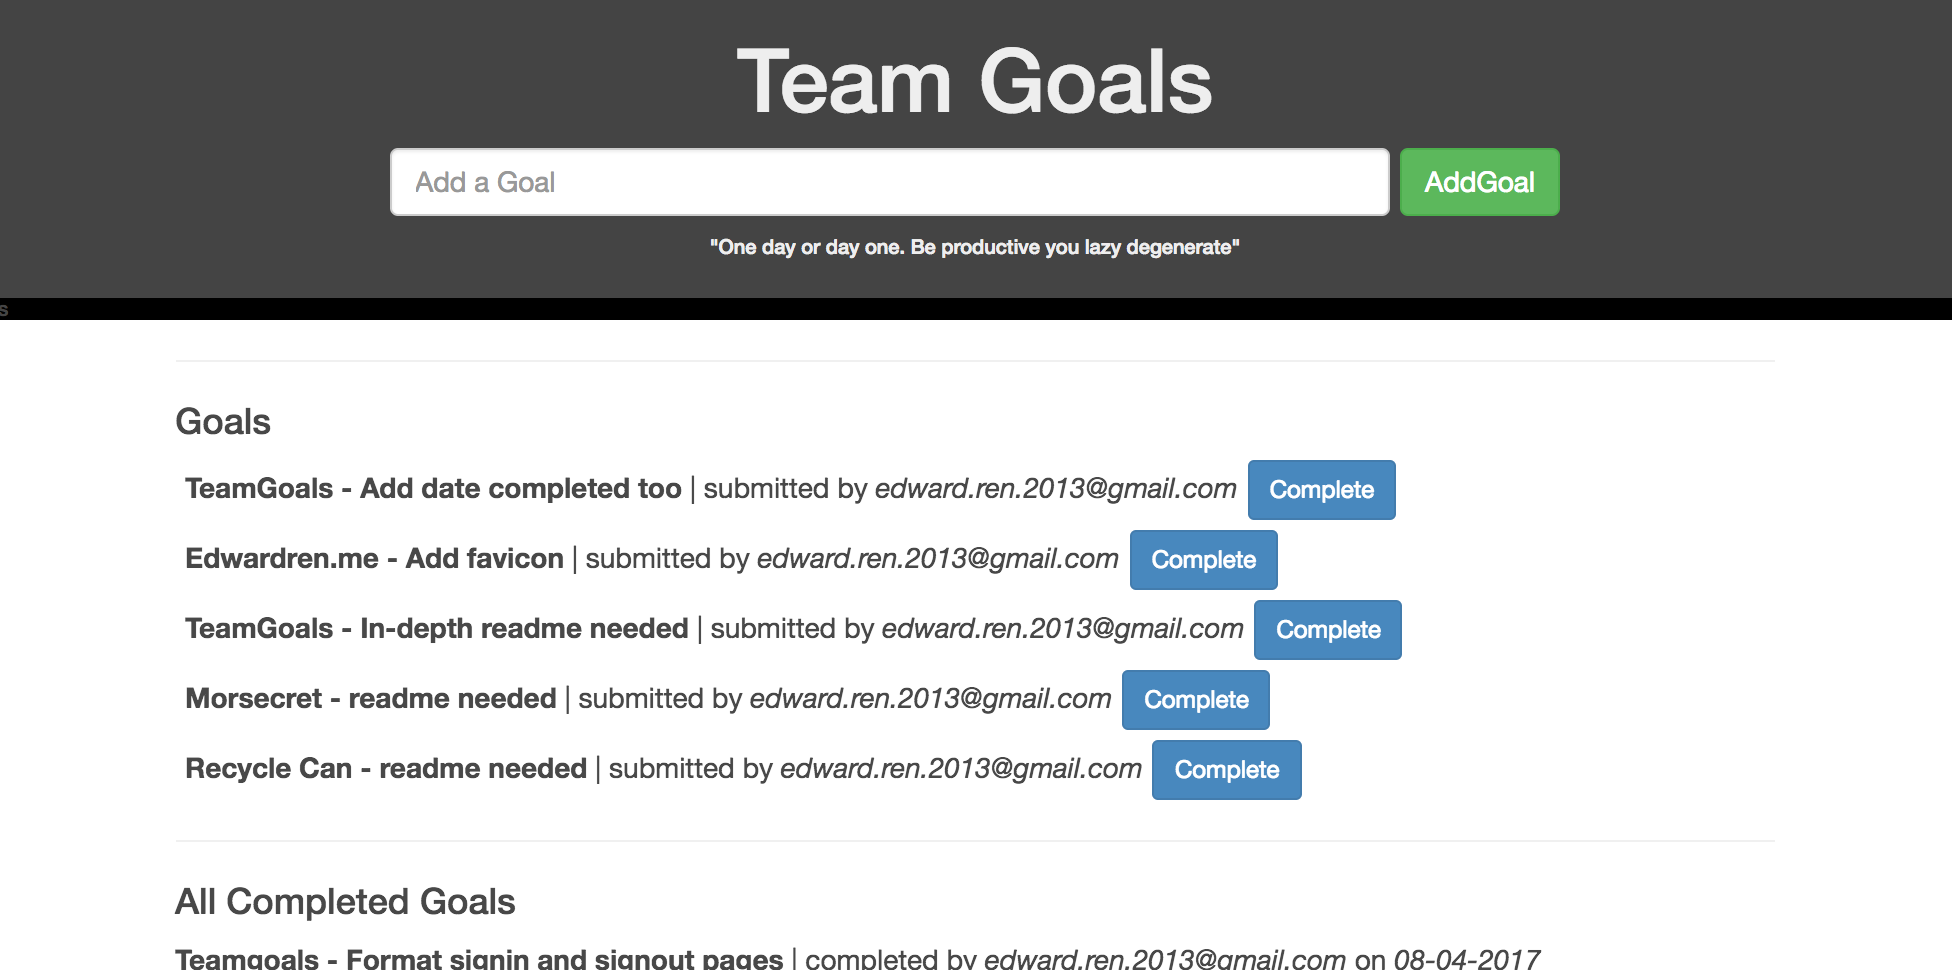 Team Goals
Add a Goal
AddGoal
"One day or day one. Be productive you lazy degenerate"
s
Goals
TeamGoals - Add date completed too | submitted by edward.ren.2013@gmail.com Complete
Edwardren.me - Add favicon | submitted by edward.ren.2013@gmail.com Complete
TeamGoals - In-depth readme needed | submitted by edward.ren.2013@gmail.com Complete
Morsecret - readme needed | submitted by edward.ren.2013@gmail.com Complete
Recycle Can - readme needed | submitted by edward.ren.2013@gmail.com Complete
All Completed Goals
Teamgoals - Format signin and signout pages | completed by edward.ren.2013@gmail.com on 08-04-2017